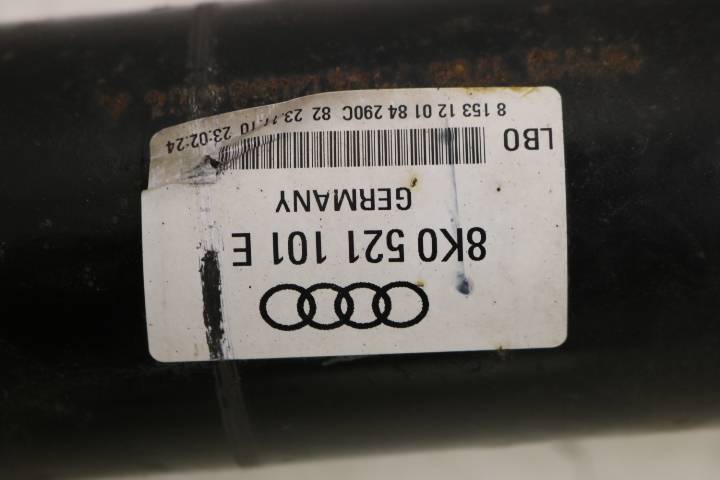 8K0 521 101 E
GERMANY
LBO
8 153 12 01 84 290C 82 23:02:24